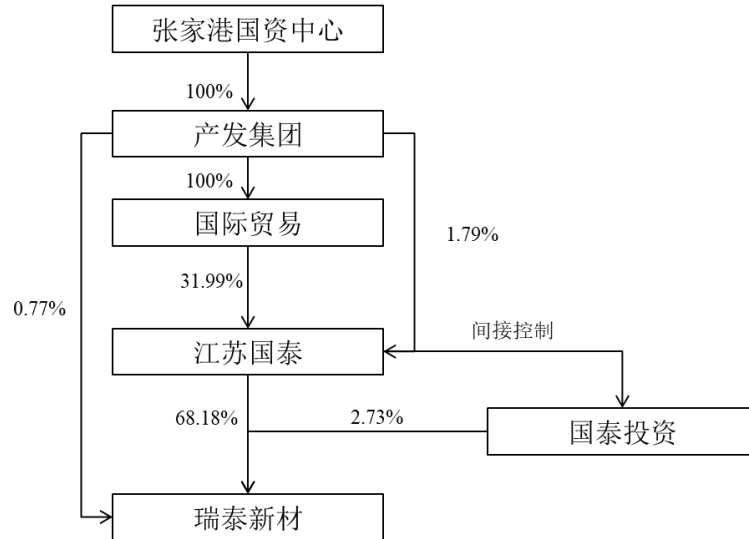 张家港国资中心
100%
产发集团
100%
国际贸易
1.79%
31.99%
0.77%
间接控制
江苏国泰
68.18%
2.73%
国泰投资
瑞泰新材